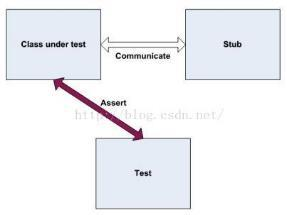 Class under test
Stub
Communicate
Assert
http://blog.csdn.net/
Test